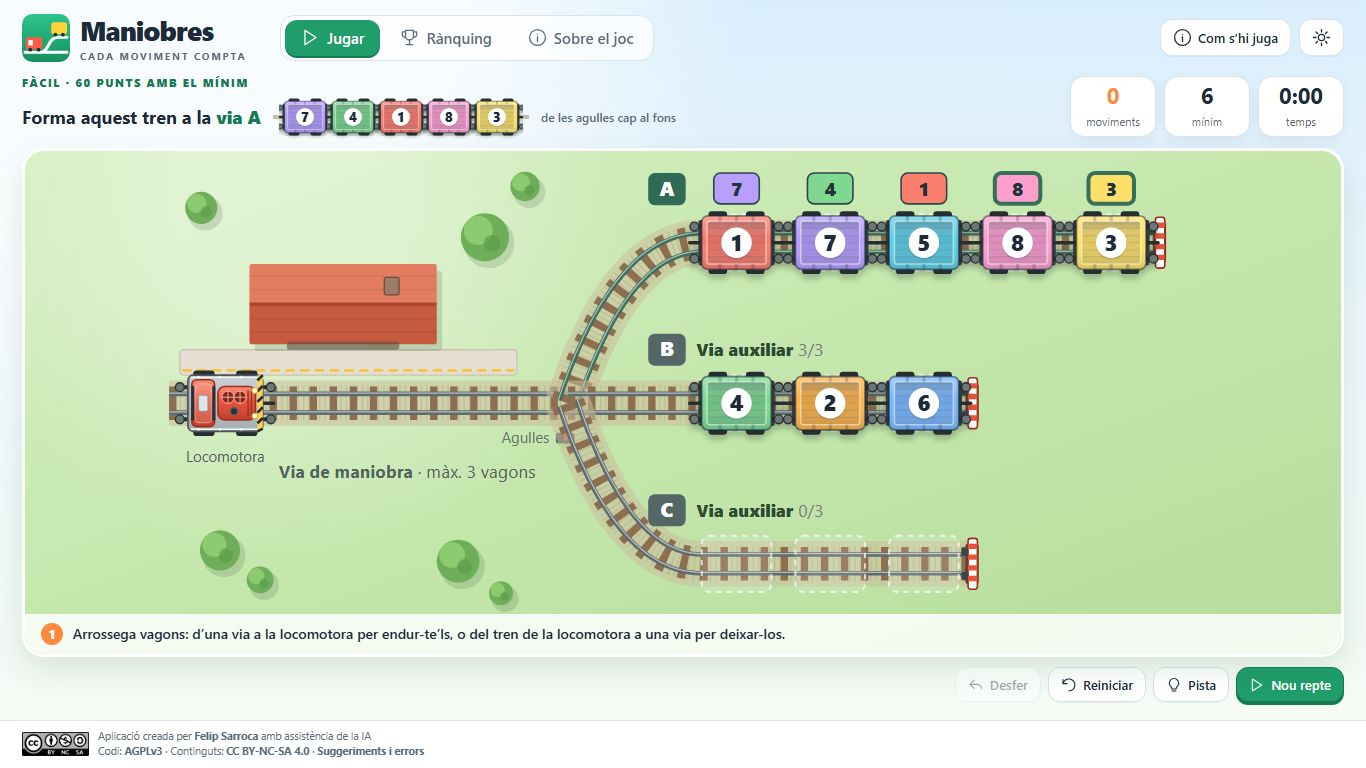 Maniobres
CADA MOVIMENT COMPTA
Jugar
Rànquing
Sobre el joc
Com s'hi juga
FÀCIL · 60 PUNTS AMB EL MÍNIM
Forma aquest tren a la via A
7 4 1 8 3
de les agulles cap al fons
0
moviments
6
mínim
0:00
temps
A 7 4 1 8 3
1 7 5 8 3
B Via auxiliar 3/3
4 2 6
Agulles
Locomotora
Via de maniobra · màx. 3 vagons
C Via auxiliar 0/3
1 Arrossega vagons: d'una via a la locomotora per endur-te'ls, o del tren de la locomotora a una via per deixar-los.
Desfer
Reiniciar
Pista
Nou repte
cc BY NC SA
Aplicació creada per Felip Sarroca amb assistència de la IA
Codi: AGPLv3 · Continguts: CC BY-NC-SA 4.0 · Suggeriments i errors